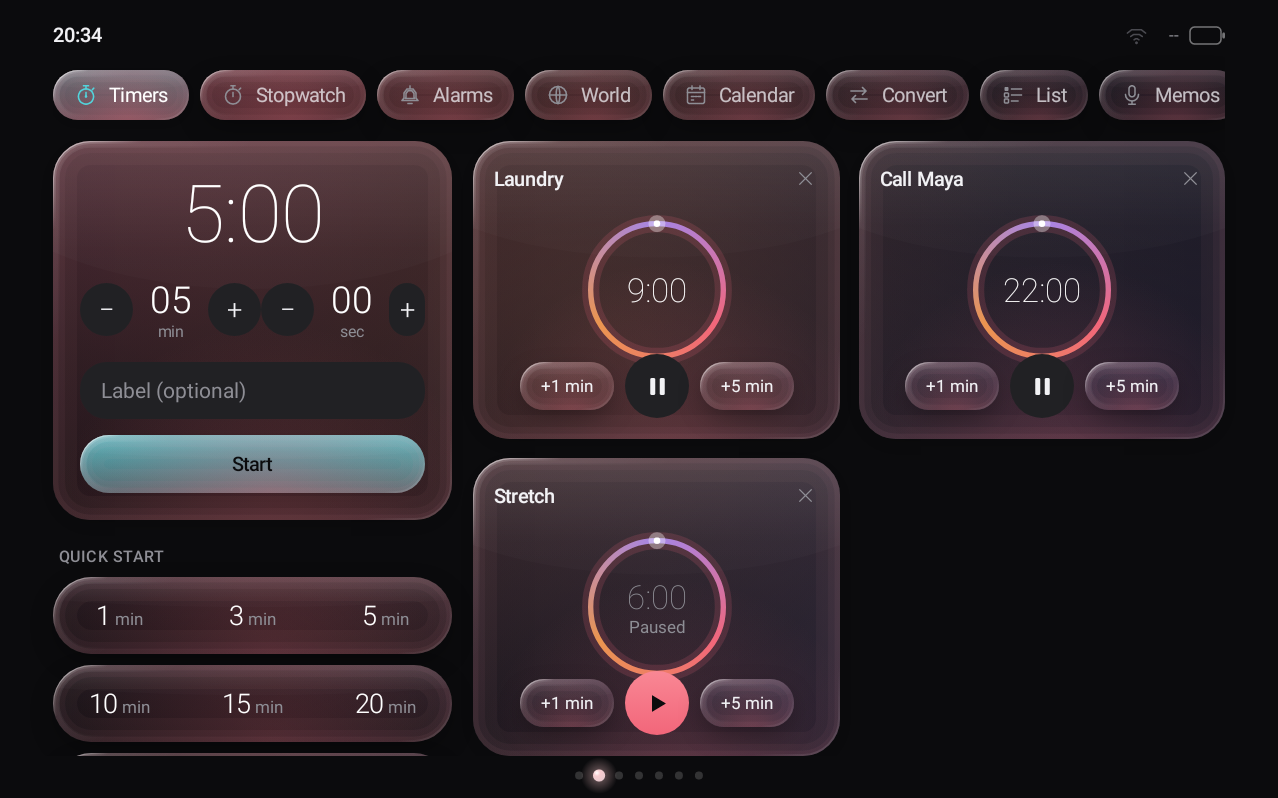 20:34
--
Timers
Stopwatch
Alarms
World
Calendar
Convert
List
Memos
5:00
− 05 + − 00 +
min sec
Label (optional)
Start
QUICK START
1 min 3 min 5 min
10 min 15 min 20 min
Laundry
9:00
+1 min +5 min
Call Maya
22:00
+1 min +5 min
Stretch
6:00
Paused
+1 min +5 min